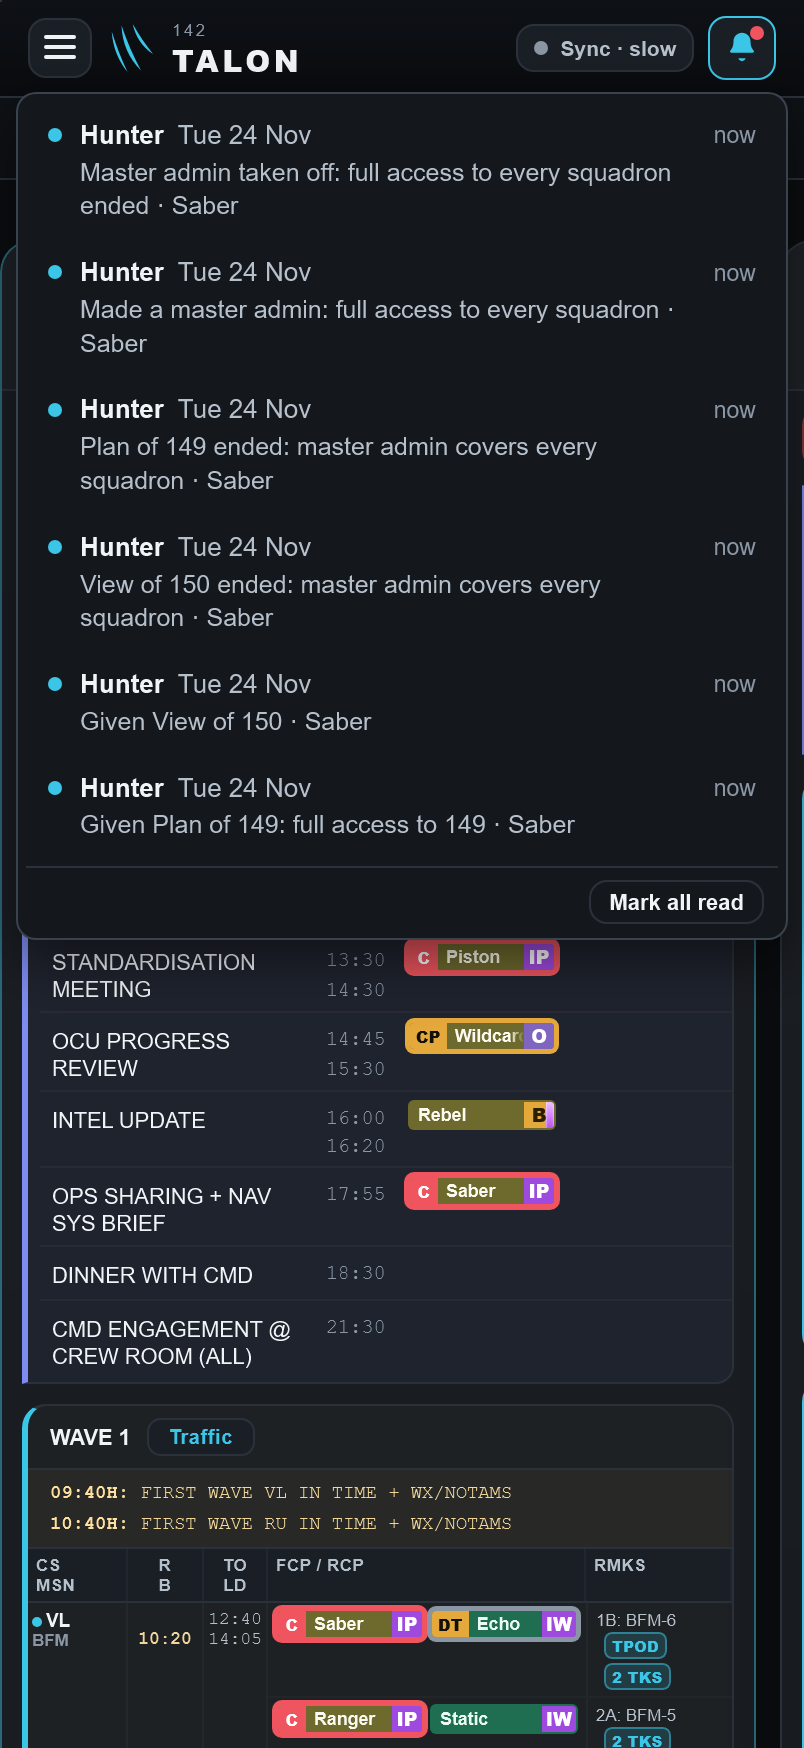 142
TALON
Sync · slow
Hunter Tue 24 Nov now
Master admin taken off: full access to every squadron
ended · Saber
Hunter Tue 24 Nov now
Made a master admin: full access to every squadron ·
Saber
Hunter Tue 24 Nov now
Plan of 149 ended: master admin covers every
squadron · Saber
Hunter Tue 24 Nov now
View of 150 ended: master admin covers every
squadron · Saber
Hunter Tue 24 Nov now
Given View of 150 · Saber
Hunter Tue 24 Nov now
Given Plan of 149: full access to 149 · Saber
Mark all read
STANDARDISATION 13:30 C Piston IP
MEETING 14:30
OCU PROGRESS 14:45 CP Wildcar O
REVIEW 15:30
INTEL UPDATE 16:00 Rebel B
16:20
OPS SHARING + NAV 17:55 C Saber IP
SYS BRIEF
DINNER WITH CMD 18:30
CMD ENGAGEMENT @ 21:30
CREW ROOM (ALL)
WAVE 1 Traffic
09:40H: FIRST WAVE VL IN TIME + WX/NOTAMS
10:40H: FIRST WAVE RU IN TIME + WX/NOTAMS
CS R TO FCP / RCP RMKS
MSN B LD
VL 12:40 C Saber IP DT Echo IW 1B: BFM-6
BFM 10:20 14:05 TPOD
2 TKS
C Ranger IP Static IW 2A: BFM-5
2 TKS